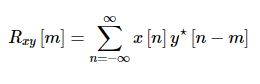 R_{xy}[m] = \sum_{n=-\infty}^{\infty} x[n] y^{\star}[n-m]